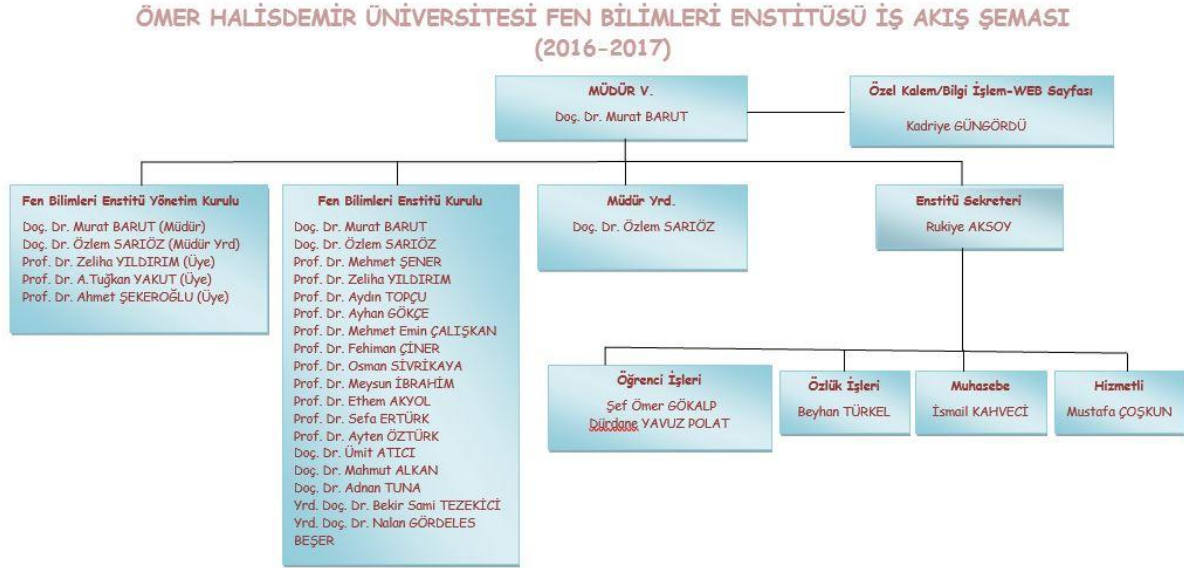 ÖMER HALİSDEMİR ÜNİVERSİTESİ FEN BİLİMLERİ ENSTİTÜSÜ İŞ AKIŞ ŞEMASI
(2016-2017)
MÜDÜR V.
Doç. Dr. Murat BARUT
Özel Kalem/Bilgi İşlem-WEB Sayfası
Kadriye GÜNGÖRDÜ
Fen Bilimleri Enstitü Yönetim Kurulu
Doç. Dr. Murat BARUT (Müdür)
Doç. Dr. Özlem SARIÖZ (Müdür Yrd)
Prof. Dr. Zeliha YILDIRIM (Üye)
Prof. Dr. A.Tuğkan YAKUT (Üye)
Prof. Dr. Ahmet ŞEKEROĞLU (Üye)
Fen Bilimleri Enstitü Kurulu
Doç. Dr. Murat BARUT
Doç. Dr. Özlem SARIÖZ
Prof. Dr. Mehmet ŞENER
Prof. Dr. Zeliha YILDIRIM
Prof. Dr. Aydın TOPÇU
Prof. Dr. Ayhan GÖKÇE
Prof. Dr. Mehmet Emin ÇALIŞKAN
Prof. Dr. Fehiman ÇİNER
Prof. Dr. Osman SİVRİKAYA
Prof. Dr. Meysun İBRAHİM
Prof. Dr. Ethem AKYOL
Prof. Dr. Sefa ERTÜRK
Prof. Dr. Ayten ÖZTÜRK
Doç. Dr. Ümit ATICI
Doç. Dr. Mahmut ALKAN
Doç. Dr. Adnan TUNA
Yrd. Doç. Dr. Bekir Sami TEZEKİCİ
Yrd. Doç. Dr. Nalan GÖRDELES
BEŞER
Müdür Yrd.
Doç. Dr. Özlem SARIÖZ
Enstitü Sekreteri
Rukiye AKSOY
Öğrenci İşleri
Şef Ömer GÖKALP
Dürdane YAVUZ POLAT
Özlük İşleri
Beyhan TÜRKEL
Muhasebe
İsmail KAHVECİ
Hizmetli
Mustafa ÇOŞKUN